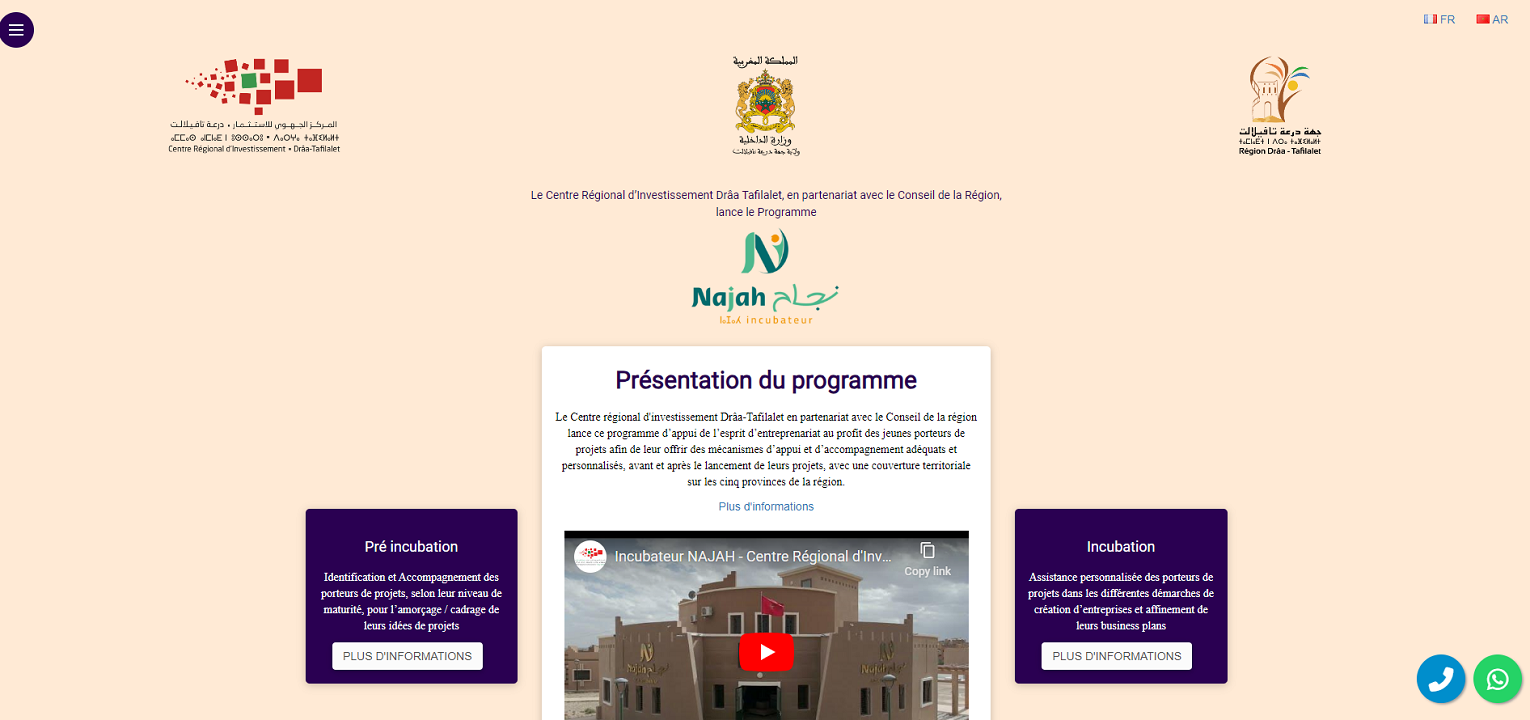 FR
AR
المركز الجهوي للاستثمار • درعة تافيلالت
Centre Régional d'Investissement • Drâa-Tafilalet
المملكة المغربية
وزارة الداخلية
ولاية جهة درعة تافيلالت
جهة درعة تافيلالت
Région Drâa - Tafilalet
Le Centre Régional d’Investissement Drâa Tafilalet, en partenariat avec le Conseil de la Région,
lance le Programme
Najah نجاح
ⵏⴰⵊⴰⵃ incubateur
Présentation du programme
Le Centre régional d'investissement Drâa-Tafilalet en partenariat avec le Conseil de la région
lance ce programme d’appui de l’esprit d’entreprenariat au profit des jeunes porteurs de
projets afin de leur offrir des mécanismes d’appui et d’accompagnement adéquats et
personnalisés, avant et après le lancement de leurs projets, avec une couverture territoriale
sur les cinq provinces de la région.
Plus d'informations
Incubateur NAJAH - Centre Régional d'Inv...
Copy link
Najah نجاح
Najah
Pré incubation
Identification et Accompagnement des
porteurs de projets, selon leur niveau de
maturité, pour l’amorçage / cadrage de
leurs idées de projets
PLUS D'INFORMATIONS
Incubation
Assistance personnalisée des porteurs de
projets dans les différentes démarches de
création d’entreprises et affinement de
leurs business plans
PLUS D'INFORMATIONS